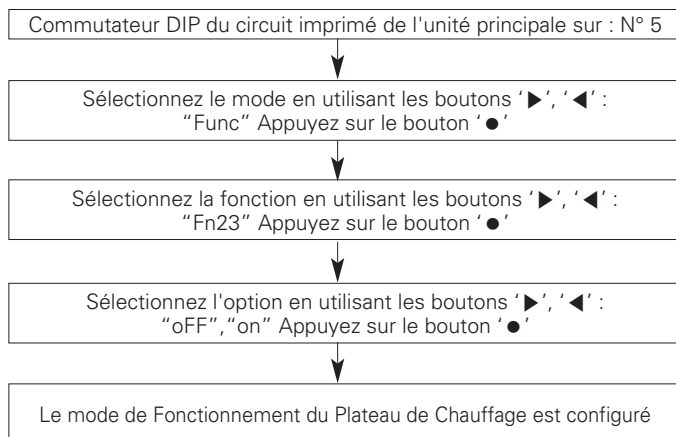 Commutateur DIP du circuit imprimé de l'unité principale sur : N° 5
Sélectionnez le mode en utilisant les boutons ‘▶’, ‘◀’ :
“Func” Appuyez sur le bouton ‘●’
Sélectionnez la fonction en utilisant les boutons ‘▶’, ‘◀’ :
“Fn23” Appuyez sur le bouton ‘●’
Sélectionnez l'option en utilisant les boutons ‘▶’, ‘◀’ :
“oFF”,“on” Appuyez sur le bouton ‘●’
Le mode de Fonctionnement du Plateau de Chauffage est configuré